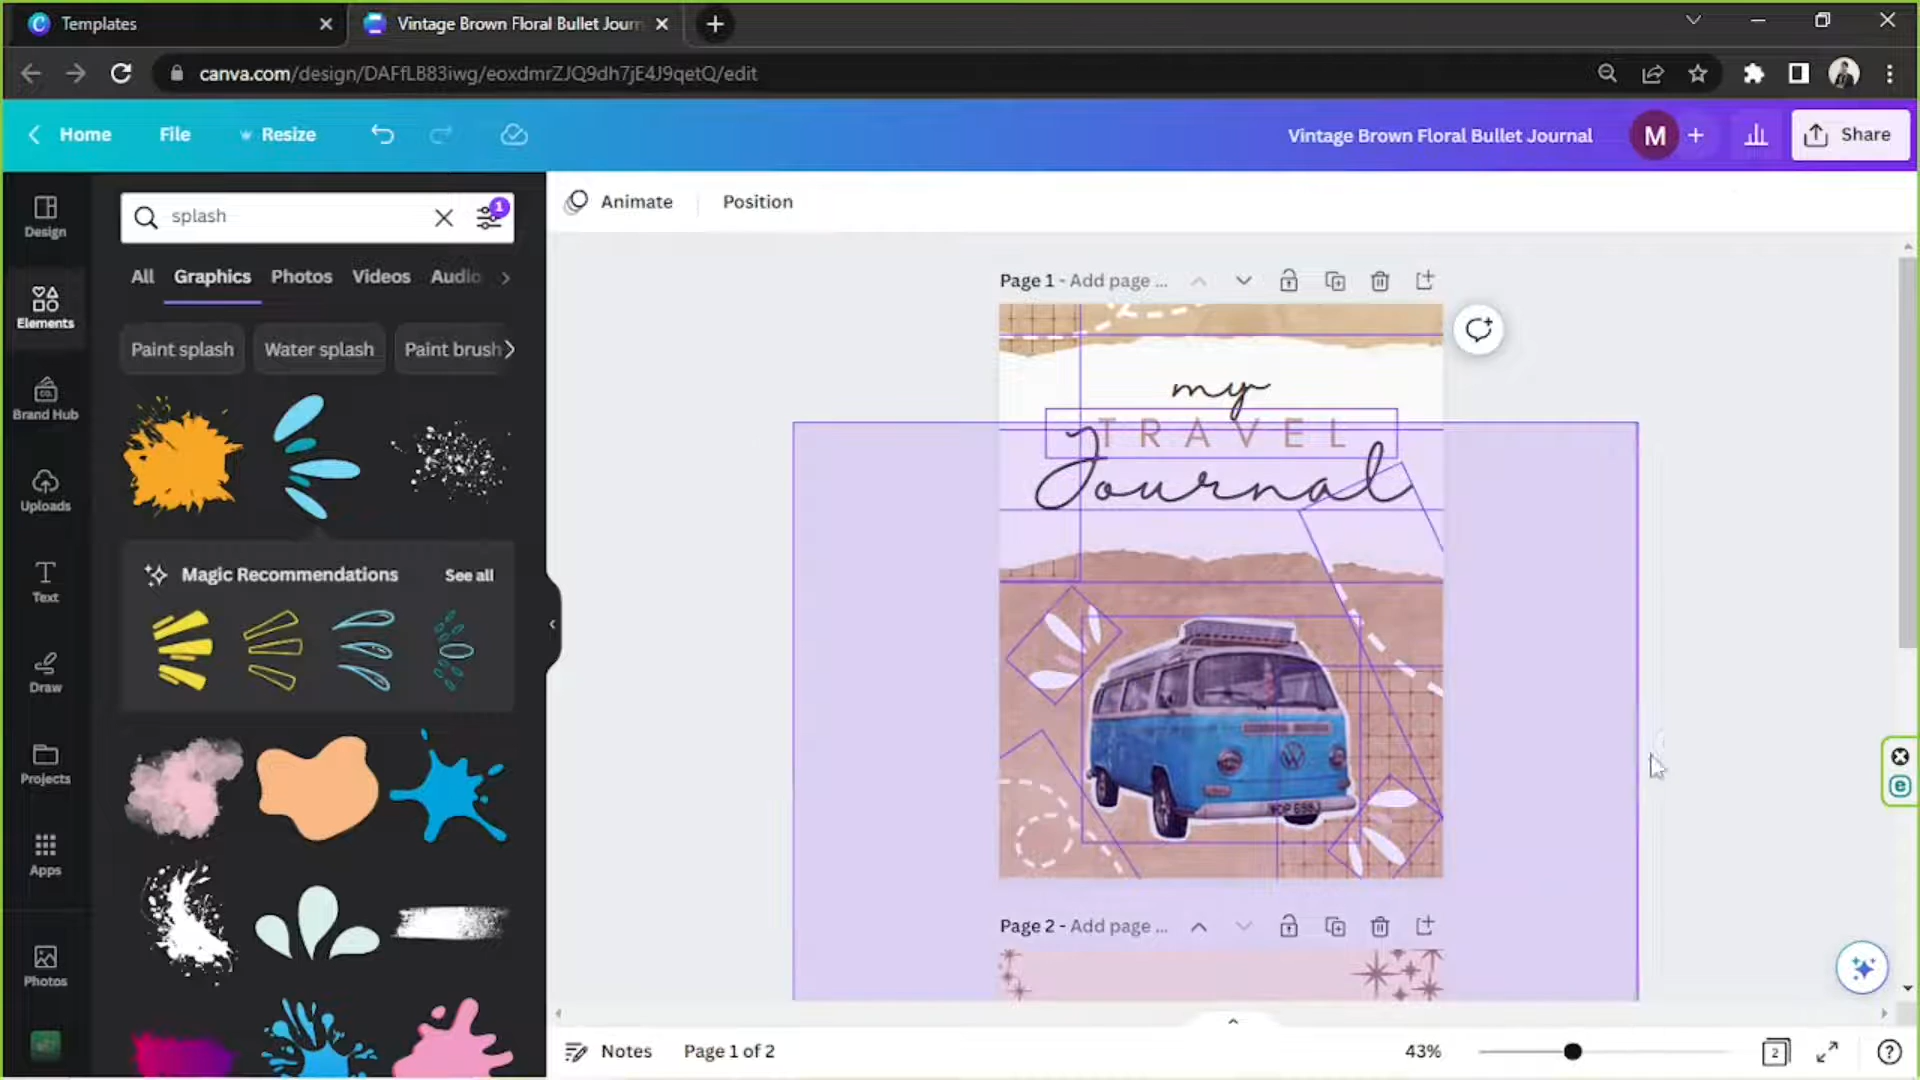 Templates
Vintage Brown Floral Bullet Jour
canva.com/design/DAFfLB83iwg/eoxdmrZJQ9dh7jE4J9qetQ/edit
Home
File
Resize
Vintage Brown Floral Bullet Journal
M
Share
Design
Elements
Brand Hub
Uploads
Text
Draw
Projects
Apps
Photos
splash
1
All
Graphics
Photos
Videos
Audio
Paint splash
Water splash
Paint brush
Magic Recommendations
See all
Animate
Position
Page 1 - Add page ...
my
TRAVEL
Journal
Page 2 - Add page ...
Notes
Page 1 of 2
43%
2